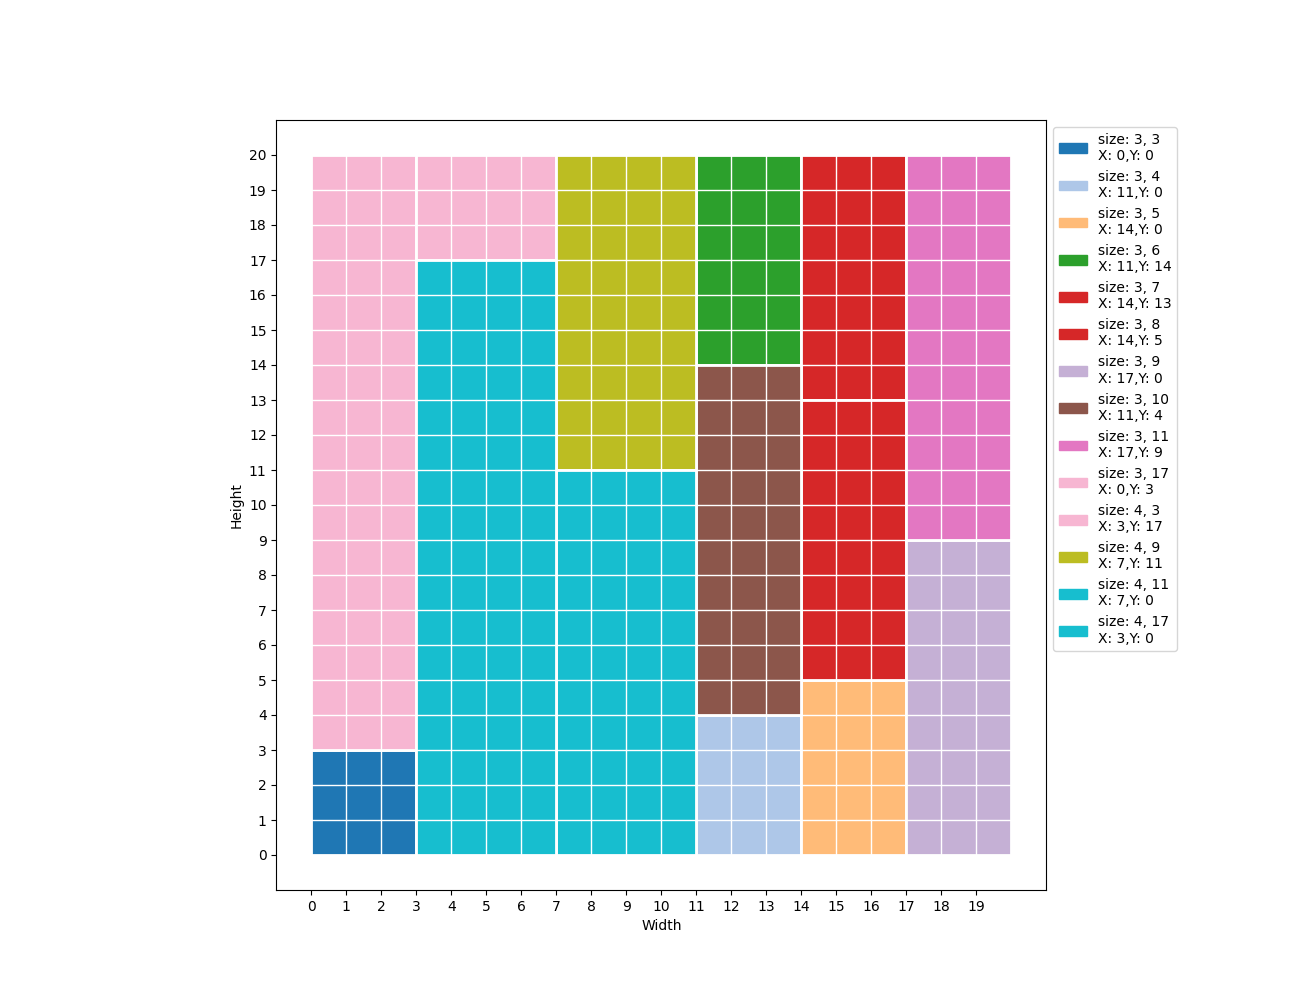 20
19
18
17
16
15
14
13
12
11
10
9
8
7
6
5
4
3
2
1
0
Height
0 1 2 3 4 5 6 7 8 9 10 11 12 13 14 15 16 17 18 19
Width
size: 3, 3
X: 0,Y: 0
size: 3, 4
X: 11,Y: 0
size: 3, 5
X: 14,Y: 0
size: 3, 6
X: 11,Y: 14
size: 3, 7
X: 14,Y: 13
size: 3, 8
X: 14,Y: 5
size: 3, 9
X: 17,Y: 0
size: 3, 10
X: 11,Y: 4
size: 3, 11
X: 17,Y: 9
size: 3, 17
X: 0,Y: 3
size: 4, 3
X: 3,Y: 17
size: 4, 9
X: 7,Y: 11
size: 4, 11
X: 7,Y: 0
size: 4, 17
X: 3,Y: 0